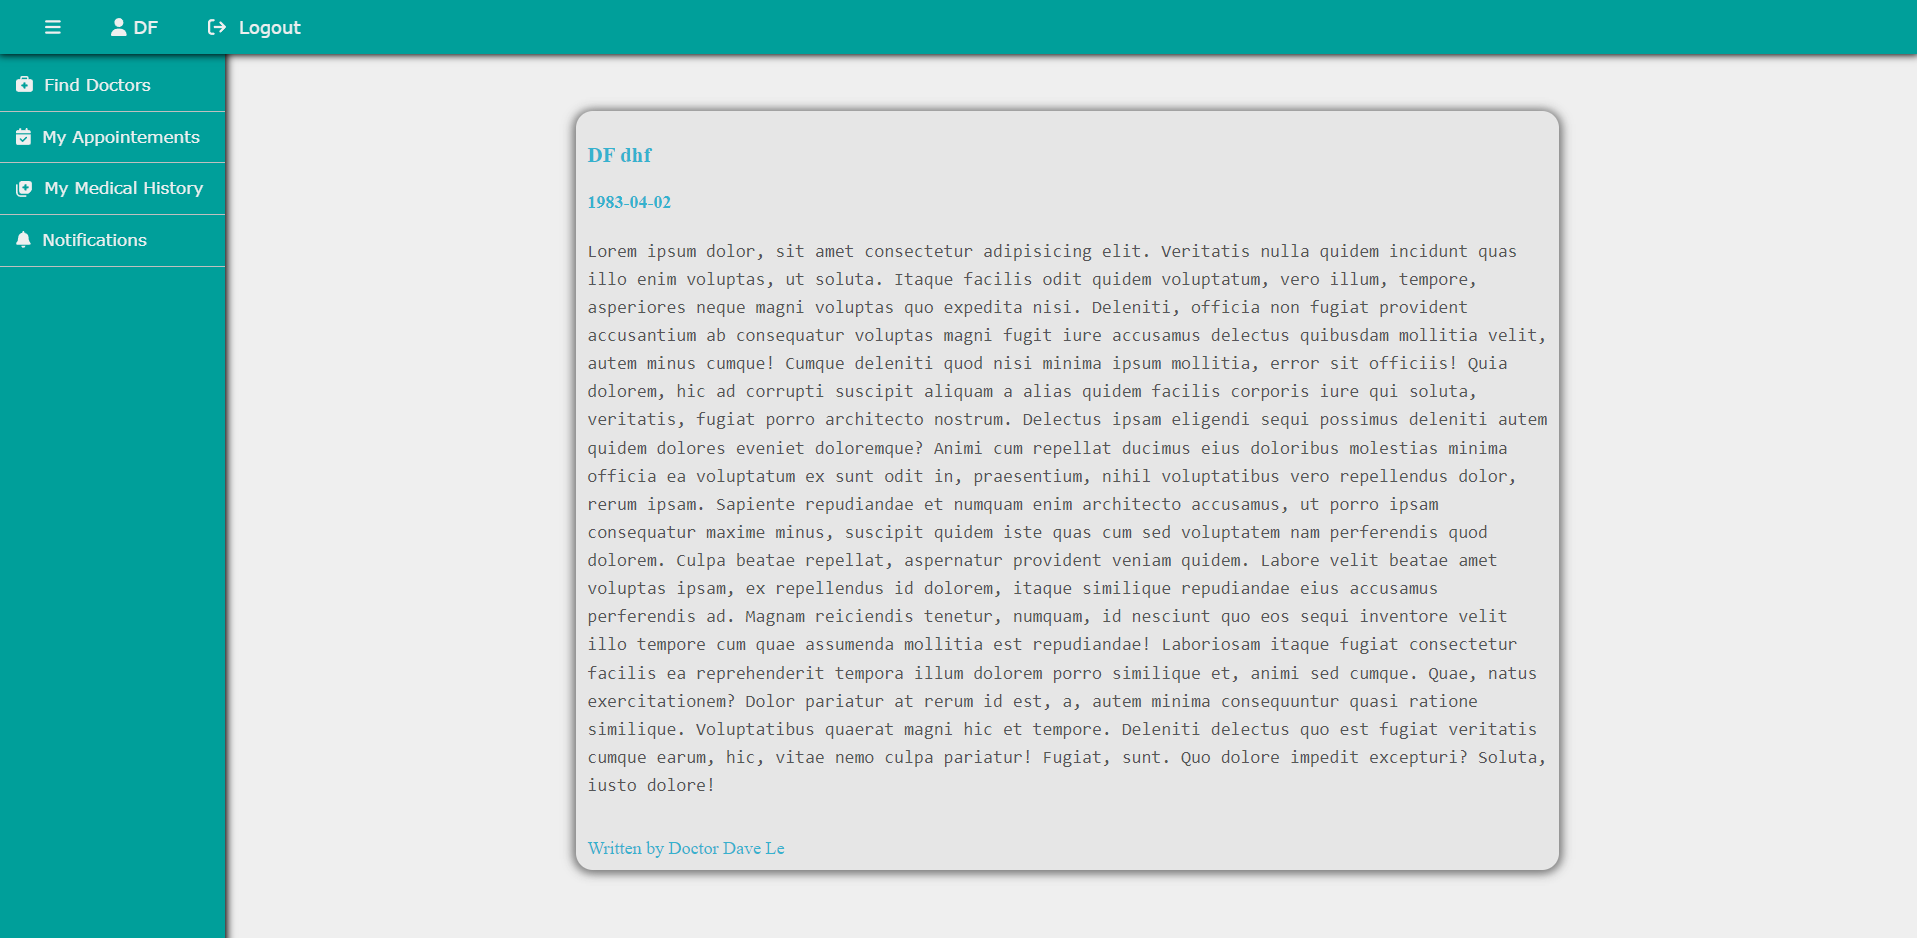 DF
Logout
Find Doctors
My Appointements
My Medical History
Notifications
DF dhf
1983-04-02
Lorem ipsum dolor, sit amet consectetur adipisicing elit. Veritatis nulla quidem incidunt quas
illo enim voluptas, ut soluta. Itaque facilis odit quidem voluptatum, vero illum, tempore,
asperiores neque magni voluptas quo expedita nisi. Deleniti, officia non fugiat provident
accusantium ab consequatur voluptas magni fugit iure accusamus delectus quibusdam mollitia velit,
autem minus cumque! Cumque deleniti quod nisi minima ipsum mollitia, error sit officiis! Quia
dolorem, hic ad corrupti suscipit aliquam a alias quidem facilis corporis iure qui soluta,
veritatis, fugiat porro architecto nostrum. Delectus ipsam eligendi sequi possimus deleniti autem
quidem dolores eveniet doloremque? Animi cum repellat ducimus eius doloribus molestias minima
officia ea voluptatum ex sunt odit in, praesentium, nihil voluptatibus vero repellendus dolor,
rerum ipsam. Sapiente repudiandae et numquam enim architecto accusamus, ut porro ipsam
consequatur maxime minus, suscipit quidem iste quas cum sed voluptatem nam perferendis quod
dolorem. Culpa beatae repellat, aspernatur provident veniam quidem. Labore velit beatae amet
voluptas ipsam, ex repellendus id dolorem, itaque similique repudiandae eius accusamus
perferendis ad. Magnam reiciendis tenetur, numquam, id nesciunt quo eos sequi inventore velit
illo tempore cum quae assumenda mollitia est repudiandae! Laboriosam itaque fugiat consectetur
facilis ea reprehenderit tempora illum dolorem porro similique et, animi sed cumque. Quae, natus
exercitationem? Dolor pariatur at rerum id est, a, autem minima consequuntur quasi ratione
similique. Voluptatibus quaerat magni hic et tempore. Deleniti delectus quo est fugiat veritatis
cumque earum, hic, vitae nemo culpa pariatur! Fugiat, sunt. Quo dolore impedit excepturi? Soluta,
iusto dolore!
Written by Doctor Dave Le